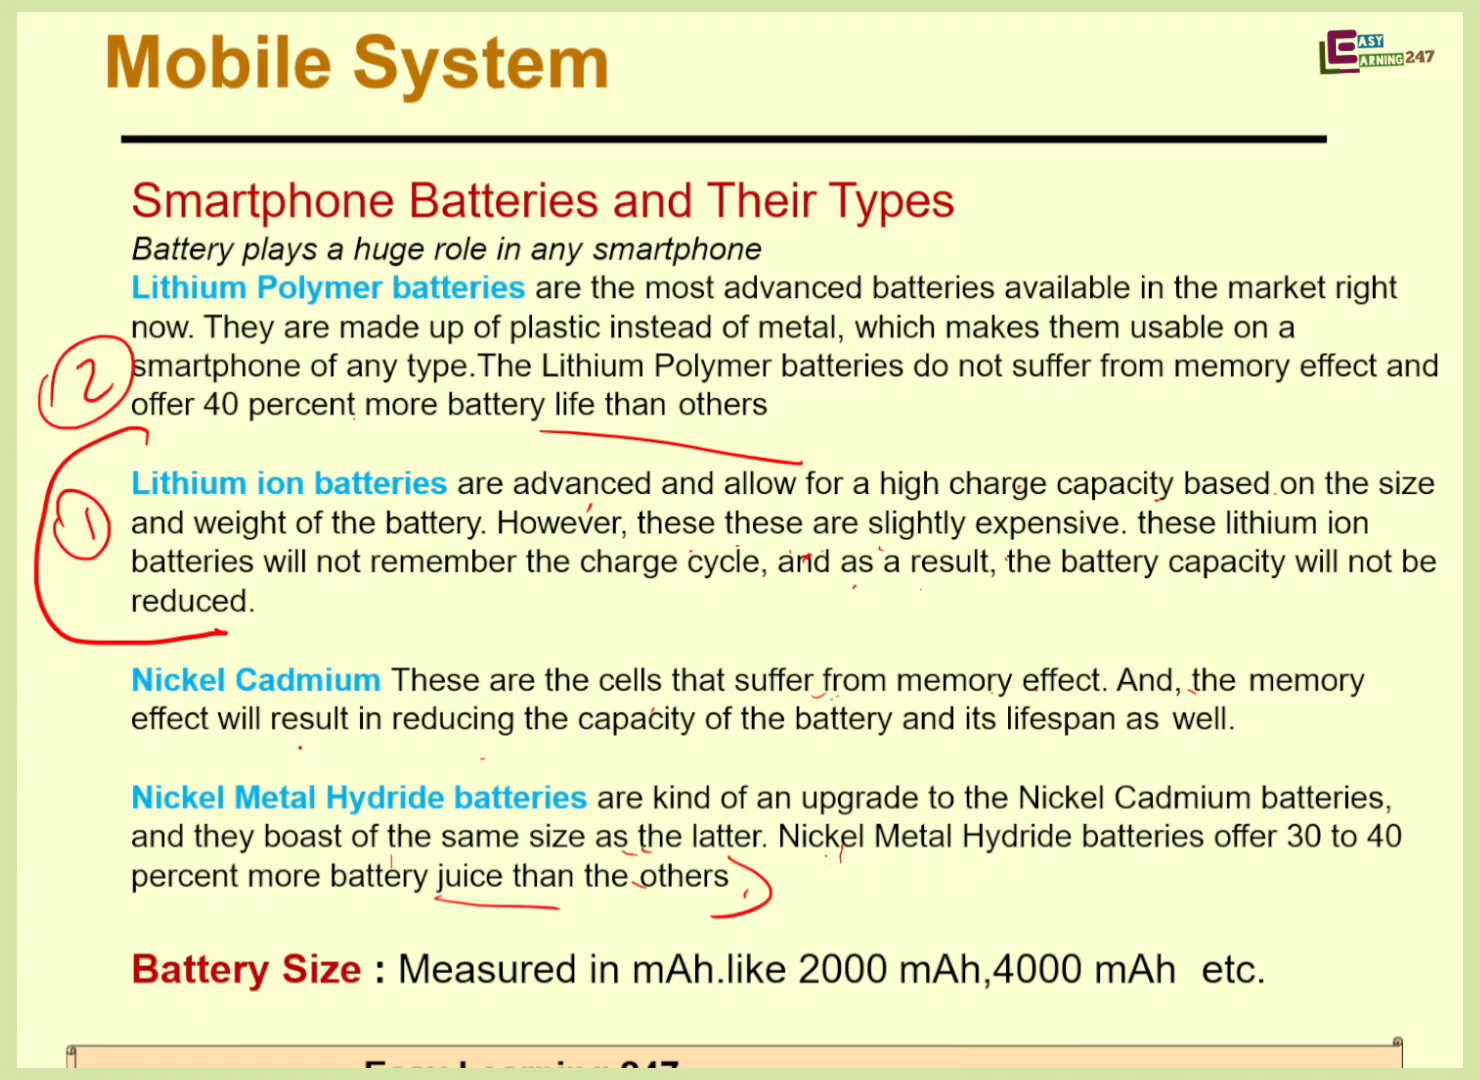 Mobile System
EASY
LEARNING 247
Smartphone Batteries and Their Types
Battery plays a huge role in any smartphone
Lithium Polymer batteries are the most advanced batteries available in the market right
now. They are made up of plastic instead of metal, which makes them usable on a
smartphone of any type.The Lithium Polymer batteries do not suffer from memory effect and
2
offer 40 percent more battery life than others
Lithium ion batteries are advanced and allow for a high charge capacity based on the size
1
and weight of the battery. However, these these are slightly expensive. these lithium ion
batteries will not remember the charge cycle, and as a result, the battery capacity will not be
reduced.
Nickel Cadmium These are the cells that suffer from memory effect. And, the memory
effect will result in reducing the capacity of the battery and its lifespan as well.
Nickel Metal Hydride batteries are kind of an upgrade to the Nickel Cadmium batteries,
and they boast of the same size as the latter. Nickel Metal Hydride batteries offer 30 to 40
percent more battery juice than the others
Battery Size : Measured in mAh.like 2000 mAh,4000 mAh etc.
Easy Learning 247